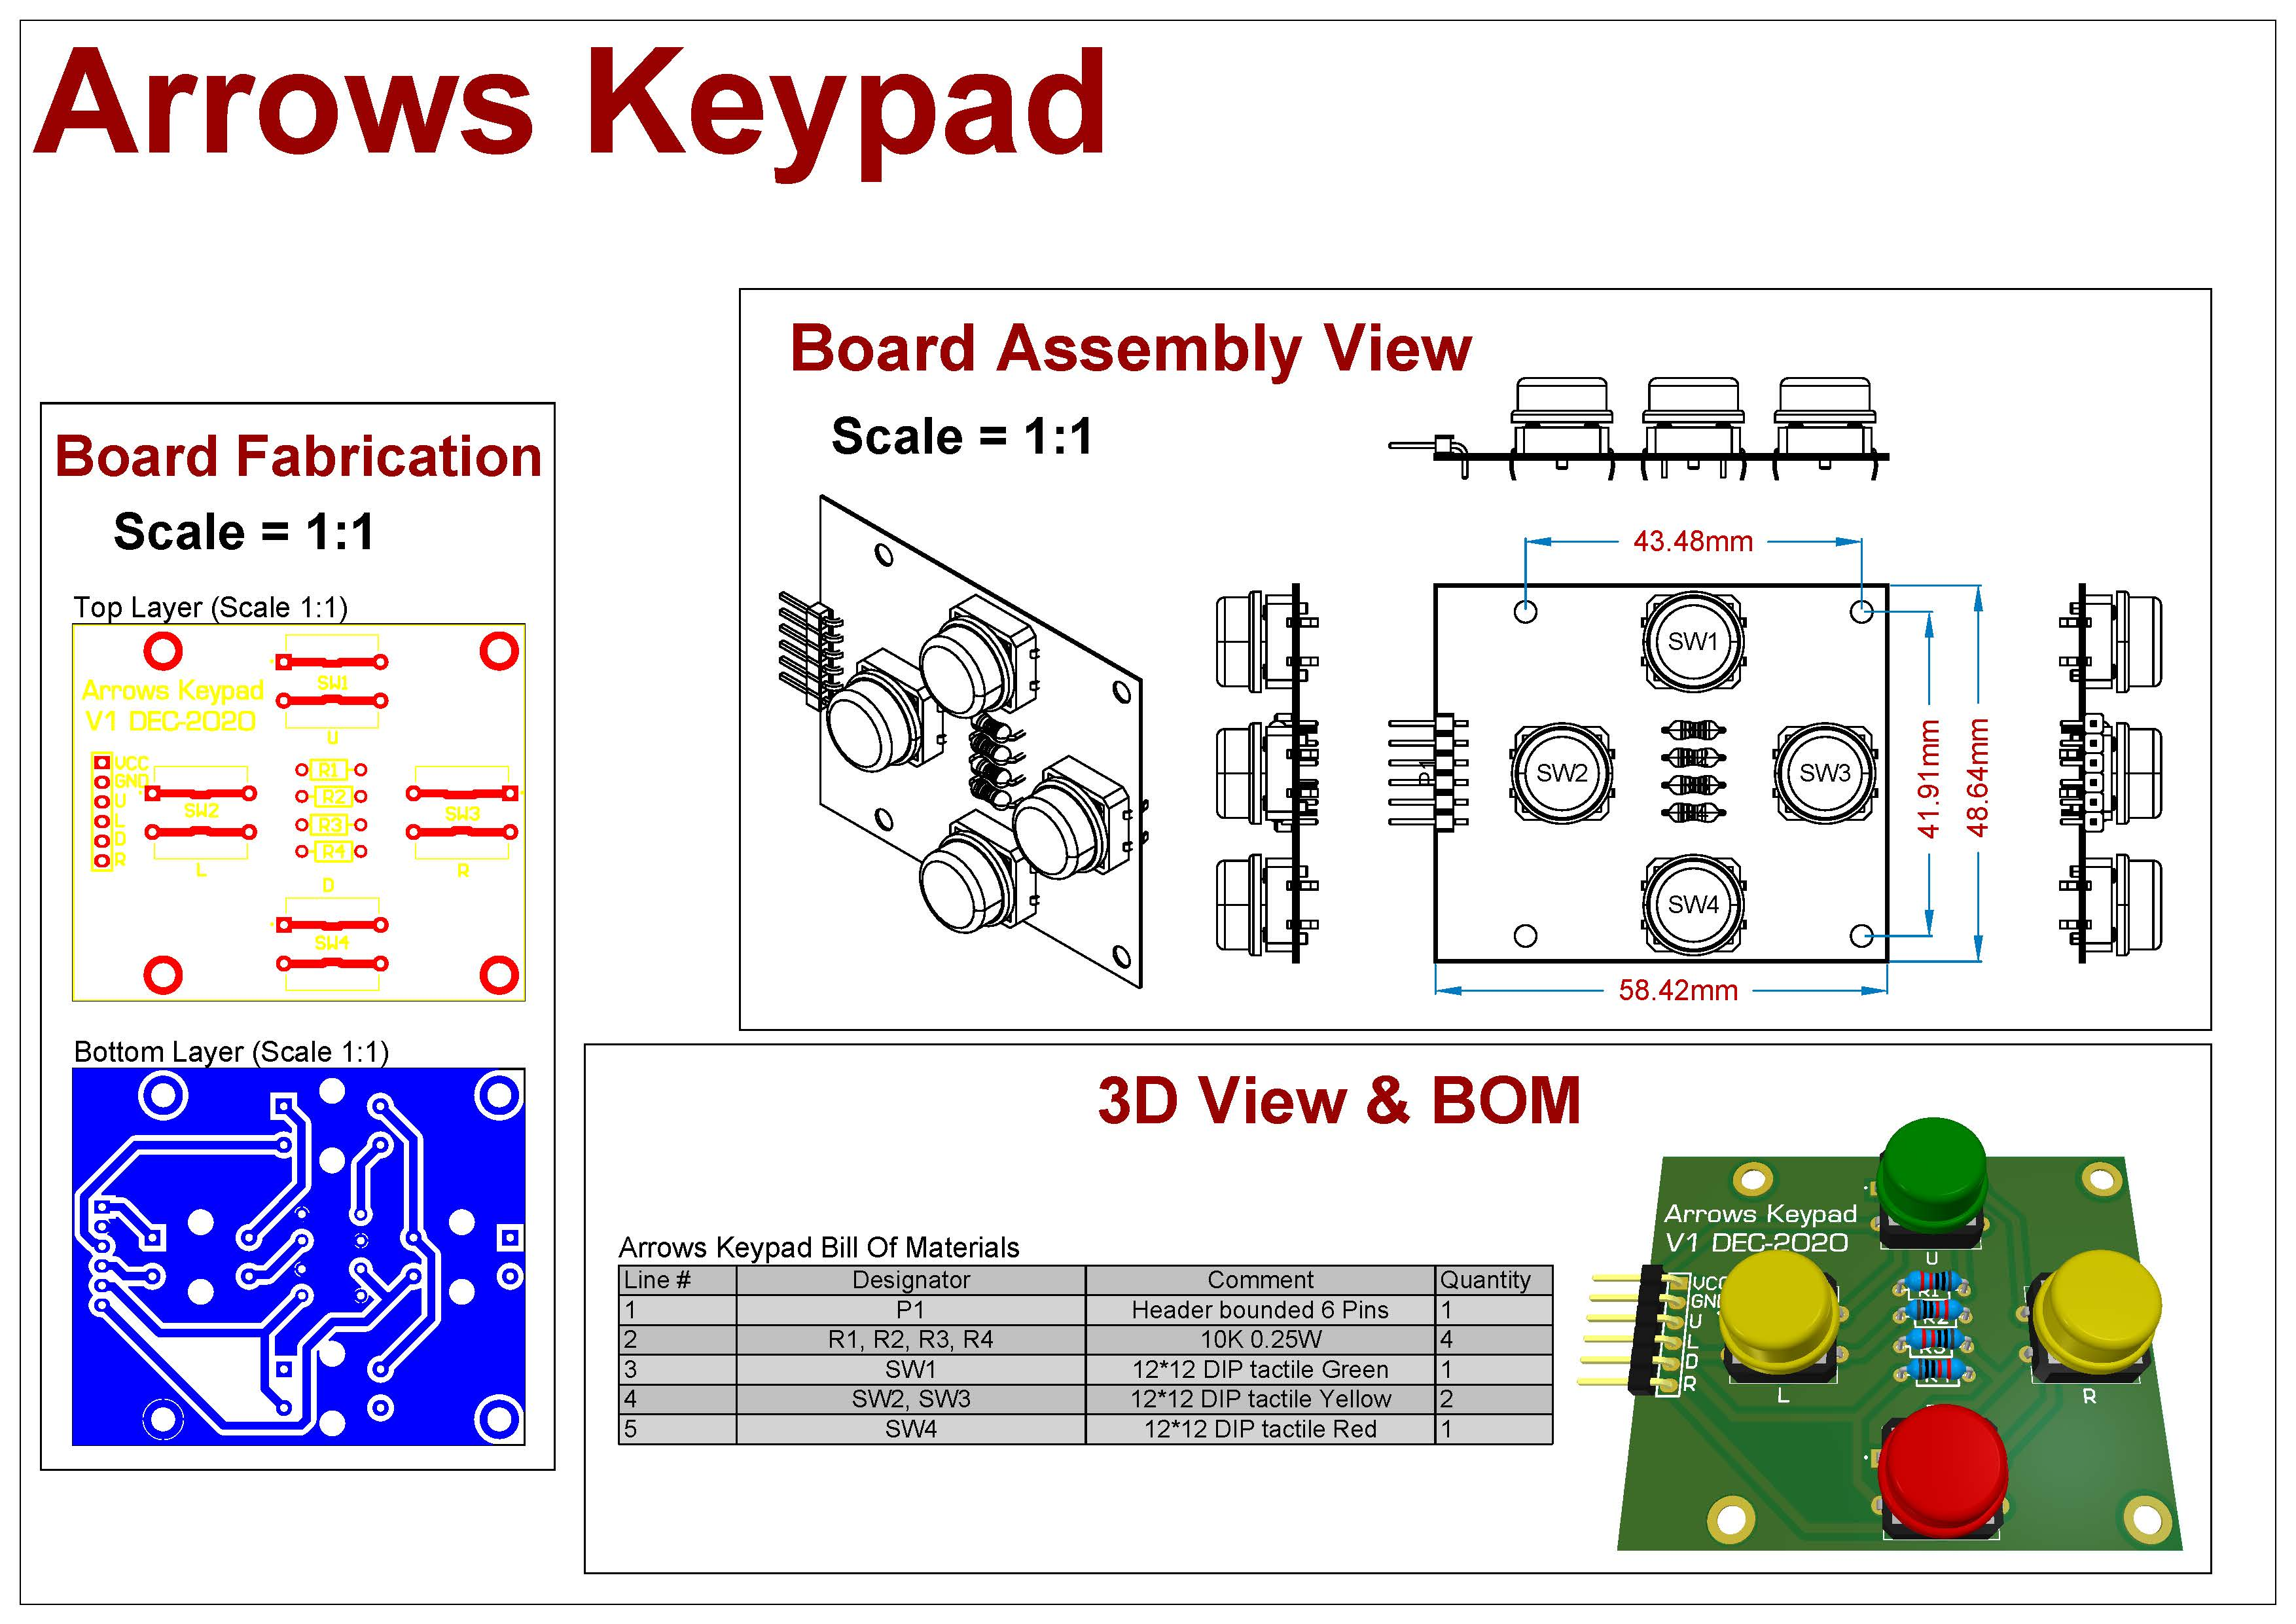 Arrows Keypad
Board Fabrication
Scale = 1:1
Top Layer (Scale 1:1)
Arrows Keypad
V1 DEC-2020
SW1
U
VCC
GND
U
L
D
R
SW2
L
R1
R2
R3
R4
SW3
R
D
SW4
Bottom Layer (Scale 1:1)
Board Assembly View
Scale = 1:1
43.48mm
SW1
SW2
SW3
SW4
P1
41.91mm
48.64mm
58.42mm
3D View & BOM
Arrows Keypad Bill Of Materials
Line # Designator Comment Quantity
1 P1 Header bounded 6 Pins 1
2 R1, R2, R3, R4 10K 0.25W 4
3 SW1 12*12 DIP tactile Green 1
4 SW2, SW3 12*12 DIP tactile Yellow 2
5 SW4 12*12 DIP tactile Red 1
Arrows Keypad
V1 DEC-2020
U
U
L
D
R
L
R